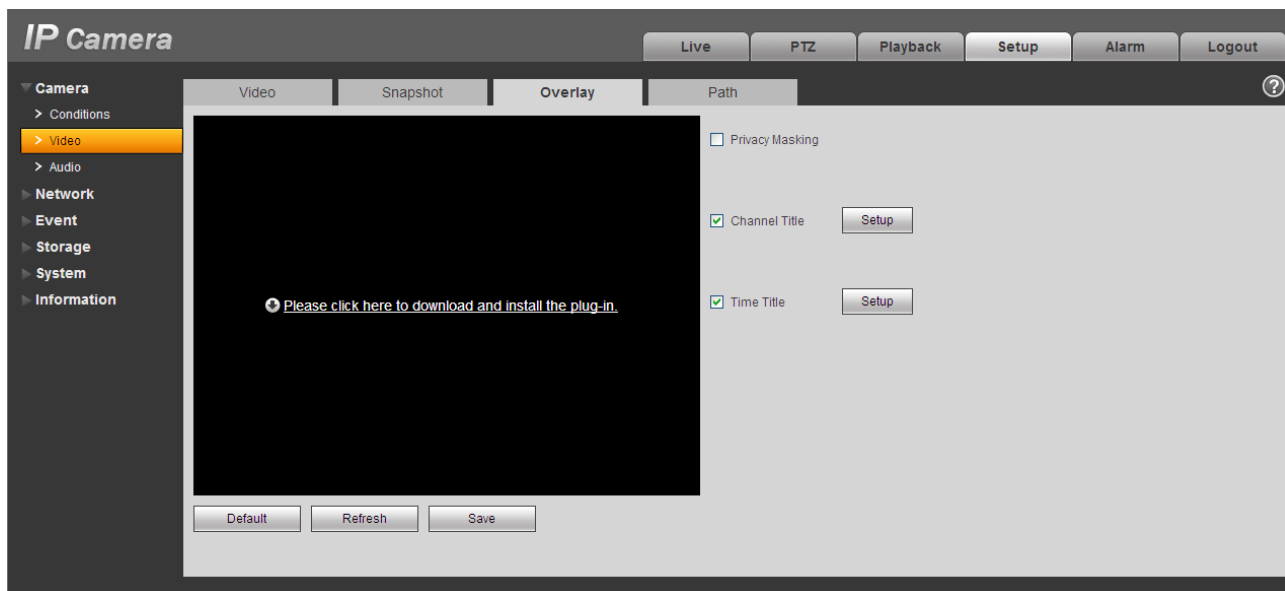 IP Camera
Live PTZ Playback Setup Alarm Logout
Camera
Video Snapshot Overlay Path ?
> Conditions
> Video
Privacy Masking
> Audio
Network
Event
Channel Title Setup
Storage
System
Information
Please click here to download and install the plug-in.
Time Title Setup
Default Refresh Save